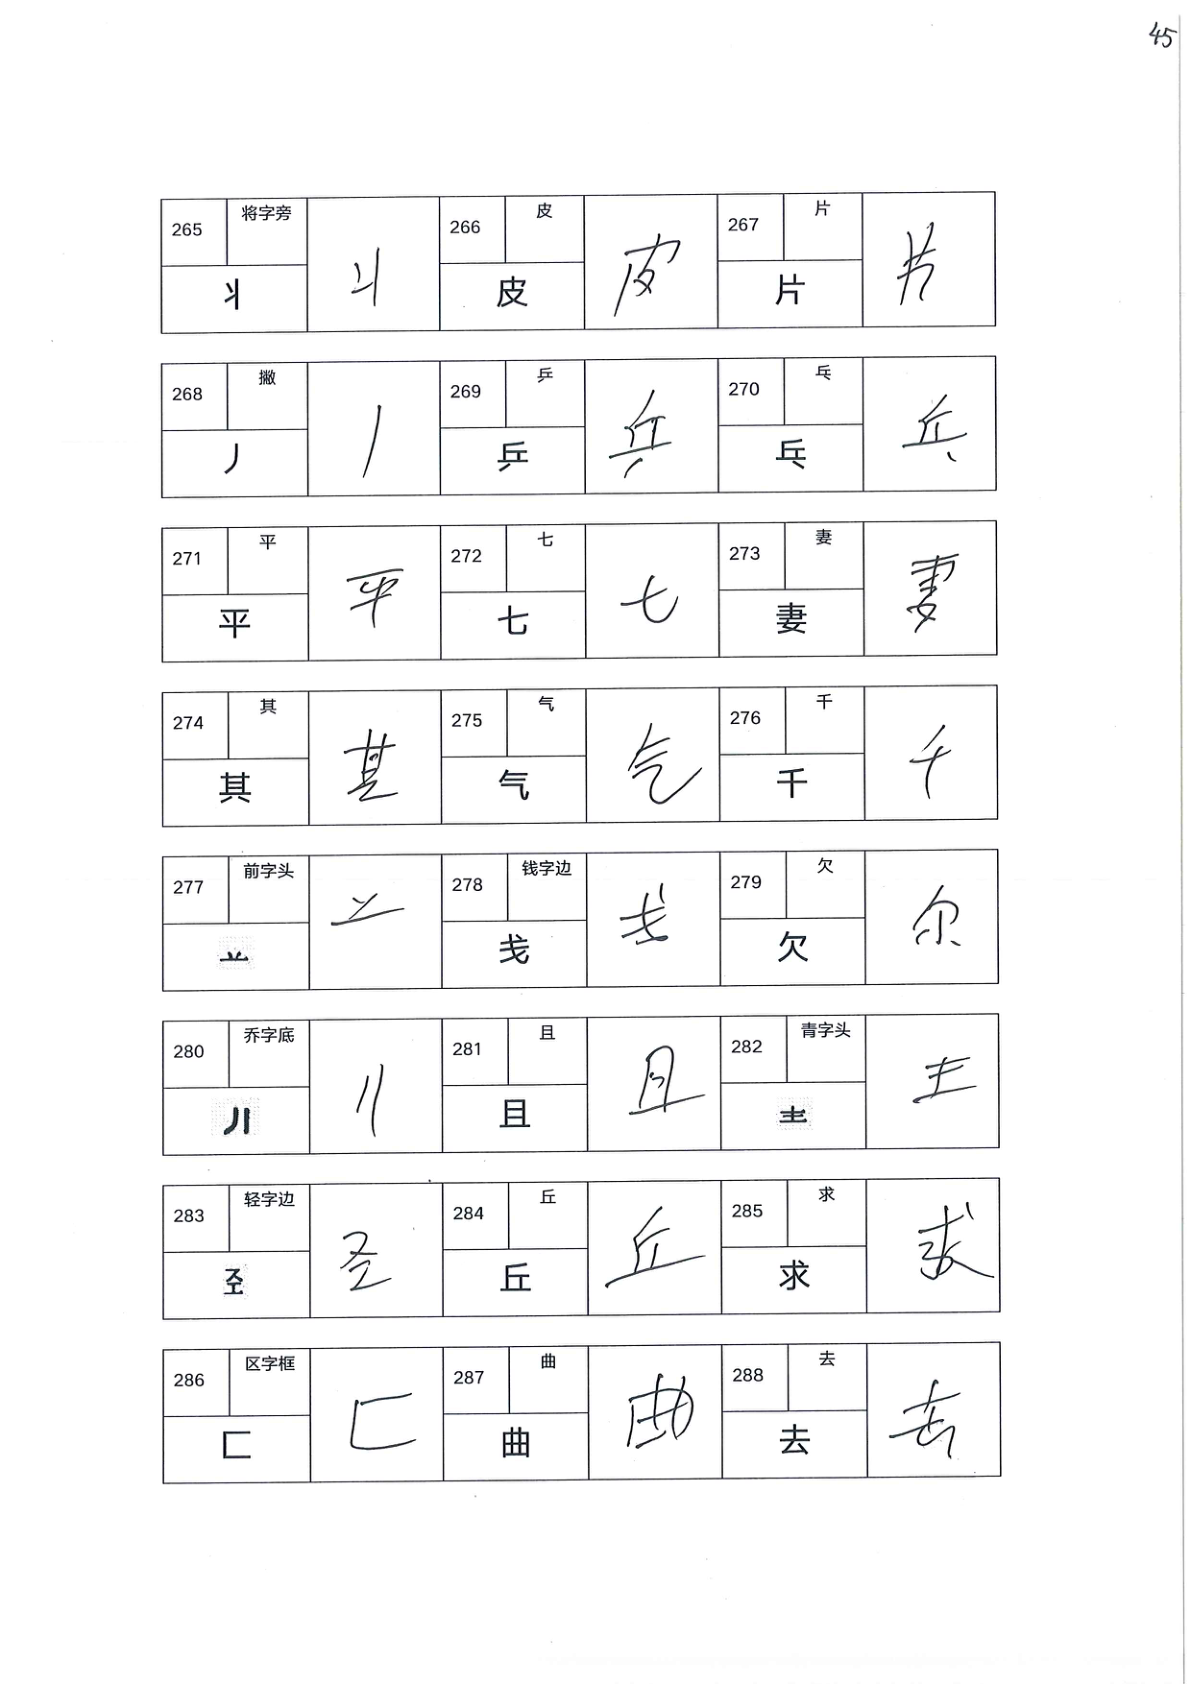 45
265 将字旁 丬 丬 266 皮 皮 皮 267 片 片 片
268 撇 丿 丿 269 乒 乒 乒 270 乓 乓 乓
271 平 平 平 272 七 七 七 273 妻 妻 妻
274 其 其 其 275 气 气 气 276 千 千 千
277 前字头 䒑 䒑 278 钱字边 戋 戋 279 欠 欠 尔
280 乔字底 丿丨 丿丨 281 且 且 且 282 青字头 龶 龶
283 轻字边 𢀖 𢀖 284 丘 丘 丘 285 求 求 求
286 区字框 匚 匚 287 曲 曲 曲 288 去 去 去